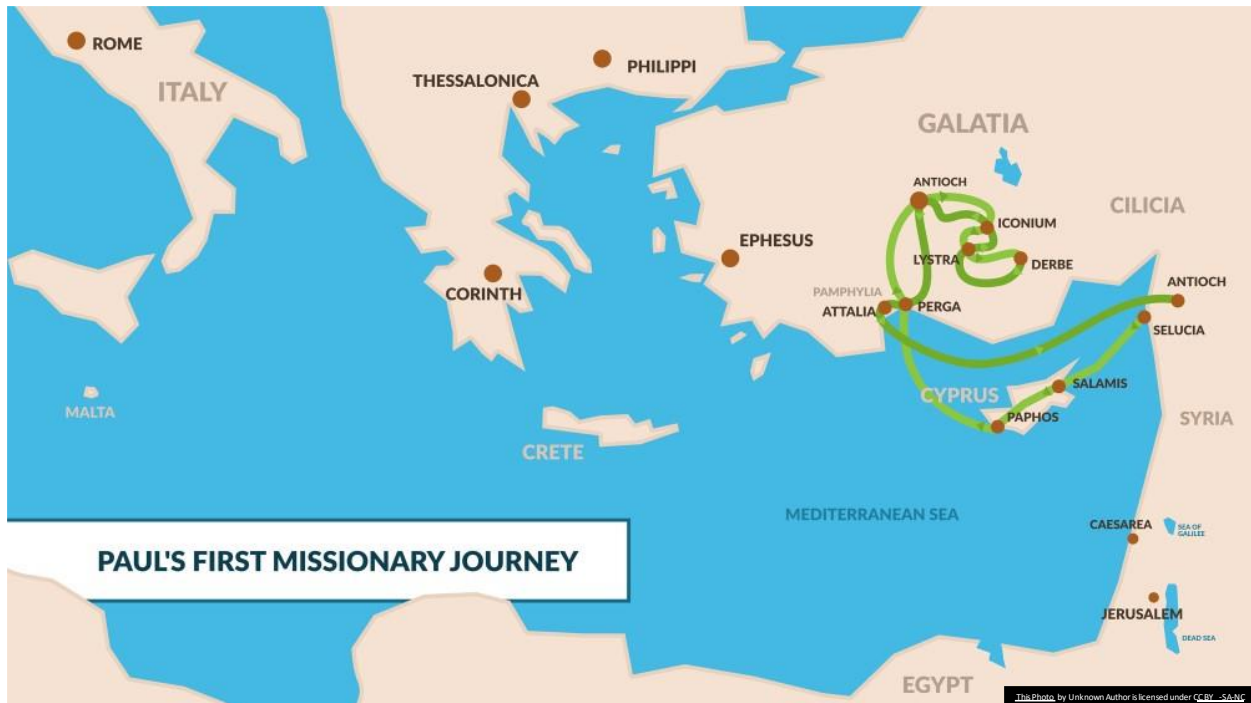 ROME
PHILIPPI
THESSALONICA
ITALY
GALATIA
ANTIOCH
CILICIA
ICONIUM
EPHESUS
LYSTRA
DERBE
ANTIOCH
CORINTH
PAMPHYLIA
ATTALIA
PERGA
SELUCIA
SALAMIS
CYPRUS
MALTA
PAPHOS
SYRIA
CRETE
MEDITERRANEAN SEA
CAESAREA
SEA OF
GALILEE
PAUL'S FIRST MISSIONARY JOURNEY
JERUSALEM
DEAD SEA
EGYPT
This Photo by Unknown Author is licensed under CC BY-SA-NC